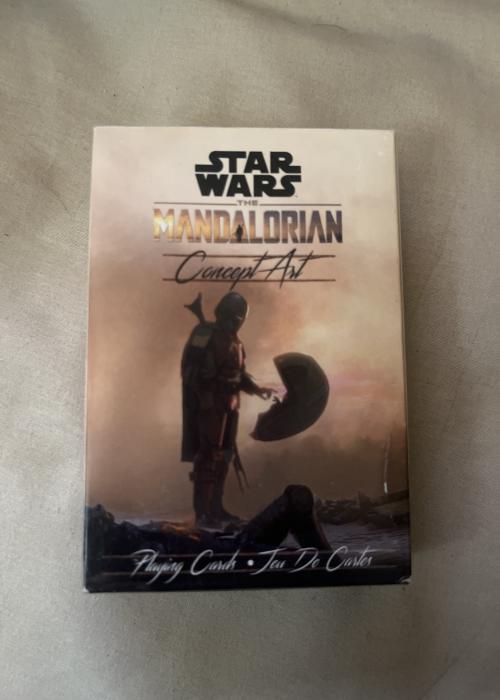 STAR
WARS
THE
MANDALORIAN
Concept Art
Playing Cards • Jeu De Cartes